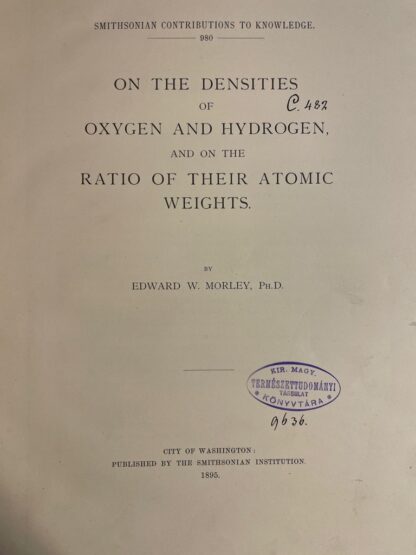 SMITHSONIAN CONTRIBUTIONS TO KNOWLEDGE.
980
ON THE DENSITIES
OF
C. 482
OXYGEN AND HYDROGEN,
AND ON THE
RATIO OF THEIR ATOMIC
WEIGHTS.
BY
EDWARD W. MORLEY, PH.D.
KIR. MAGY.
TERMÉSZETTUDOMÁNYI
TÁRSULAT
KÖNYVTÁRA
9636.
CITY OF WASHINGTON:
PUBLISHED BY THE SMITHSONIAN INSTITUTION.
1895.